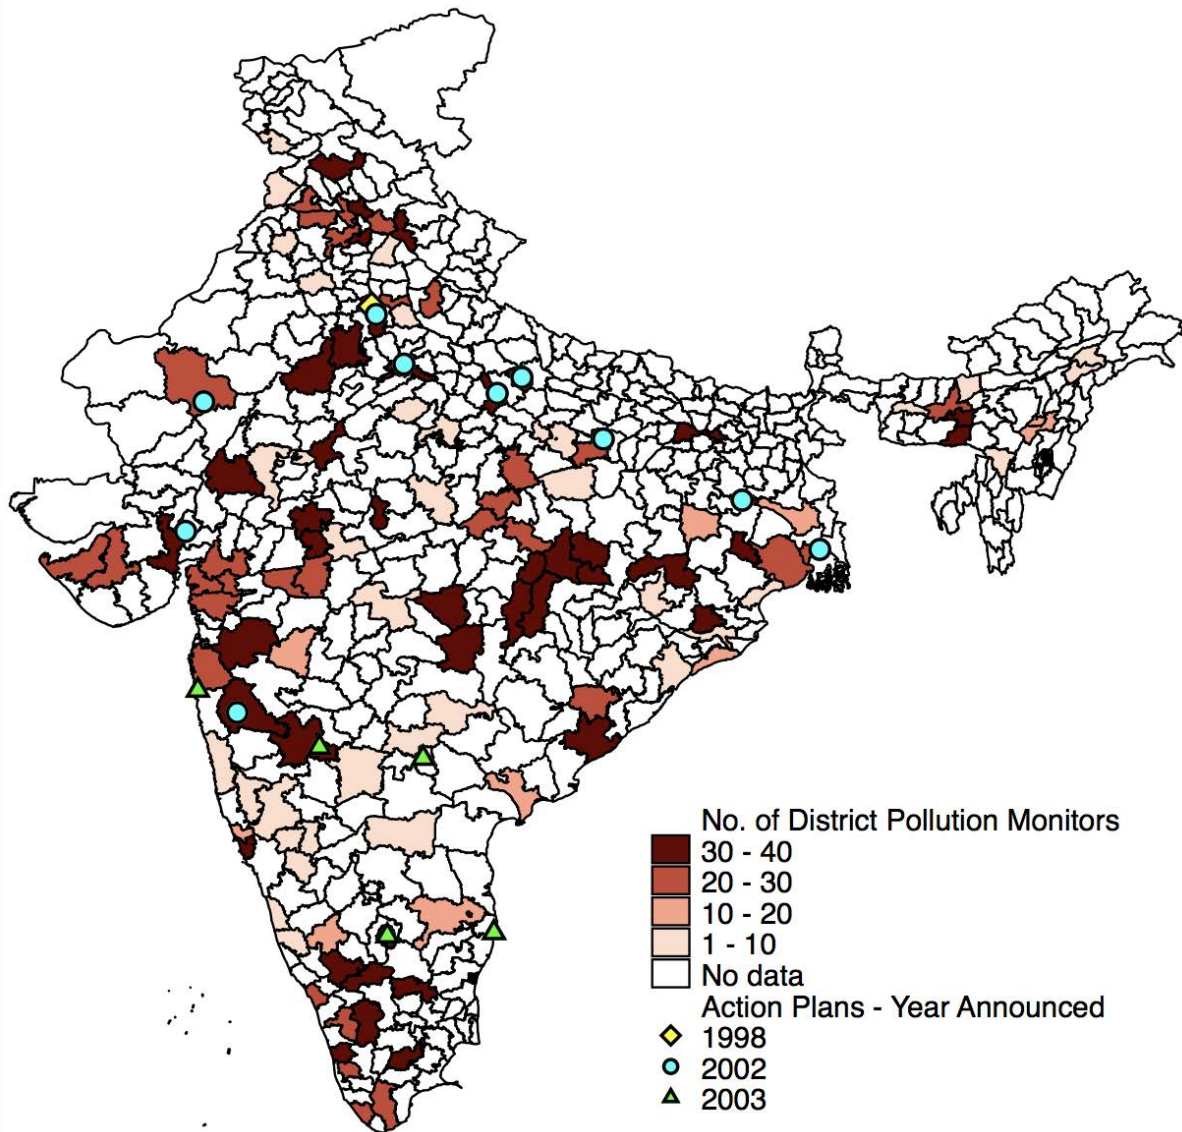 No. of District Pollution Monitors
30 - 40
20 - 30
10 - 20
1 - 10
No data
Action Plans - Year Announced
1998
2002
2003